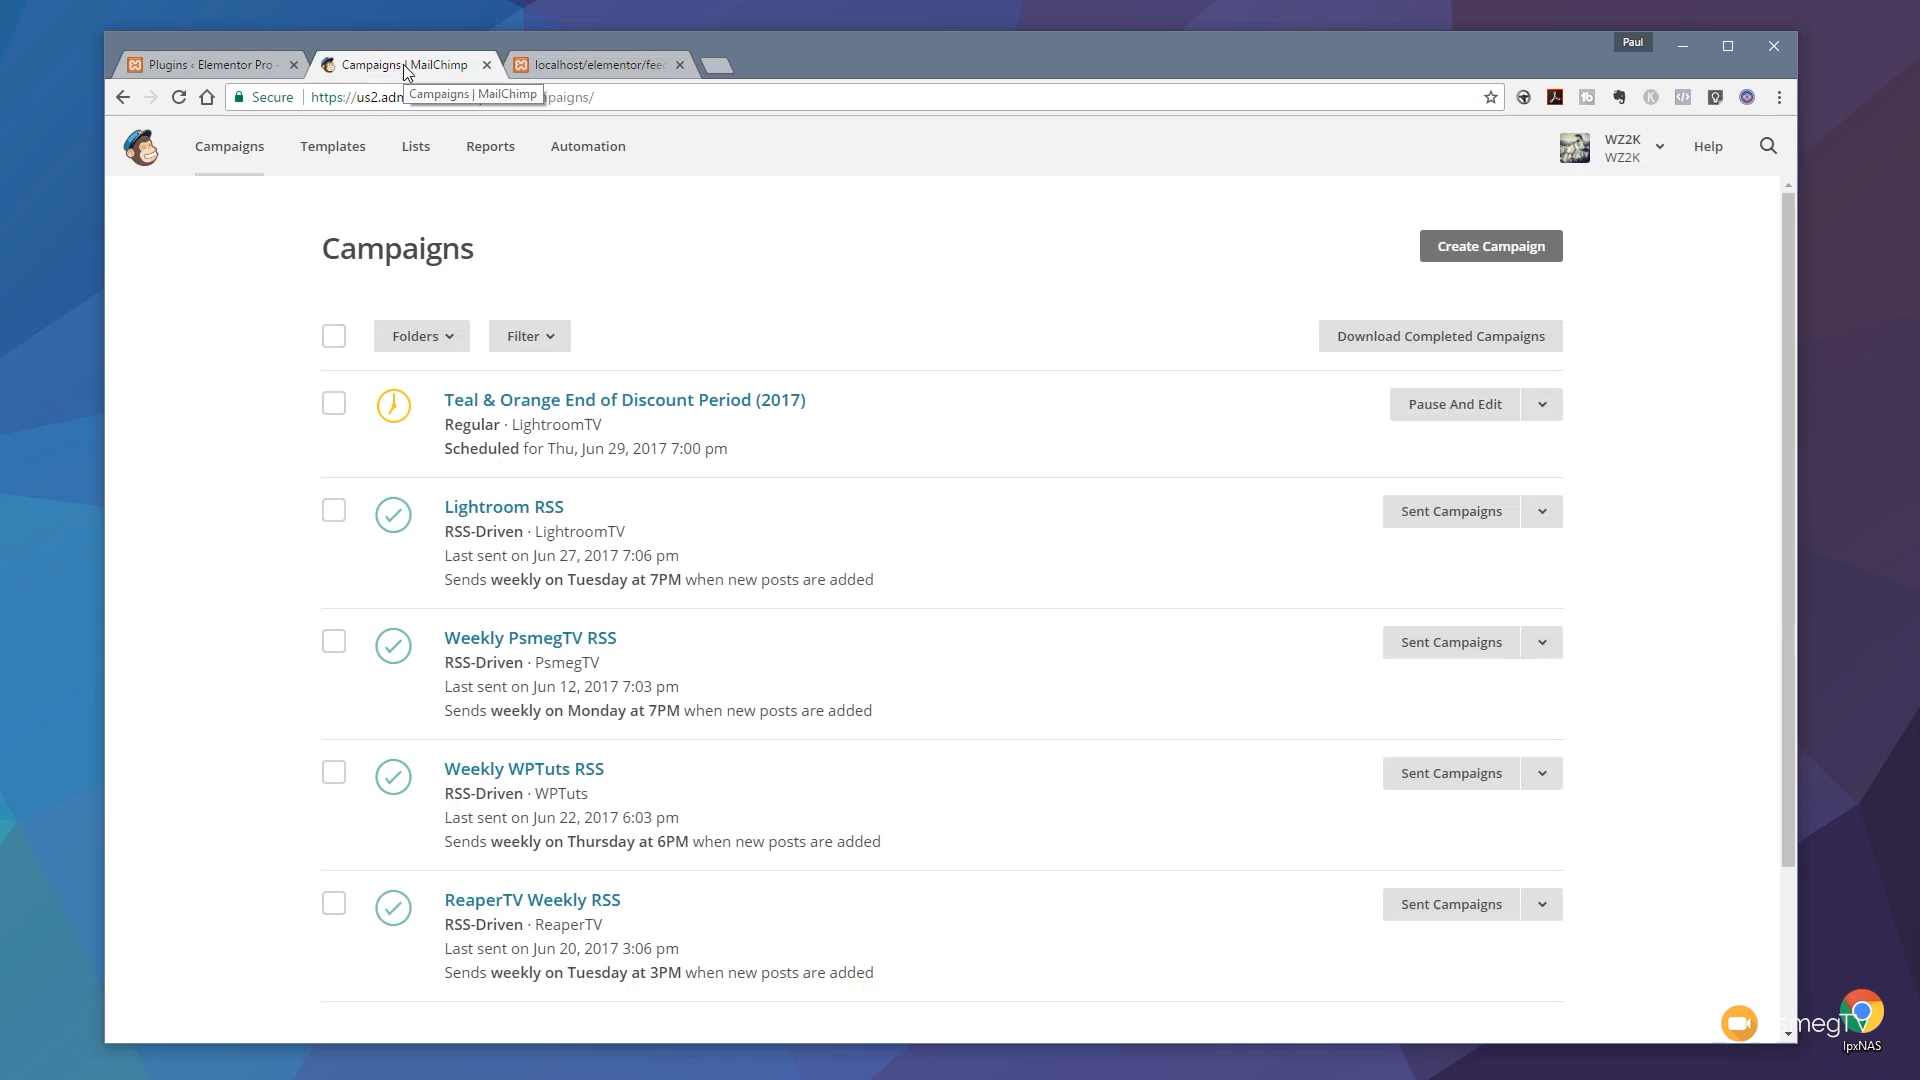 Paul
Plugins ‹ Elementor Pro -
Campaigns | MailChimp
localhost/elementor/feed
Secure
https://us2.adm
paigns/
Campaigns | MailChimp
Campaigns
Templates
Lists
Reports
Automation
WZ2K
WZ2K
Help
Campaigns
Create Campaign
Folders
Filter
Download Completed Campaigns
Teal & Orange End of Discount Period (2017)
Regular · LightroomTV
Scheduled for Thu, Jun 29, 2017 7:00 pm
Pause And Edit
Lightroom RSS
RSS-Driven · LightroomTV
Last sent on Jun 27, 2017 7:06 pm
Sends weekly on Tuesday at 7PM when new posts are added
Sent Campaigns
Weekly PsmegTV RSS
RSS-Driven · PsmegTV
Last sent on Jun 12, 2017 7:03 pm
Sends weekly on Monday at 7PM when new posts are added
Sent Campaigns
Weekly WPTuts RSS
RSS-Driven · WPTuts
Last sent on Jun 22, 2017 6:03 pm
Sends weekly on Thursday at 6PM when new posts are added
Sent Campaigns
ReaperTV Weekly RSS
RSS-Driven · ReaperTV
Last sent on Jun 20, 2017 3:06 pm
Sends weekly on Tuesday at 3PM when new posts are added
Sent Campaigns
smegTV
IpxNAS